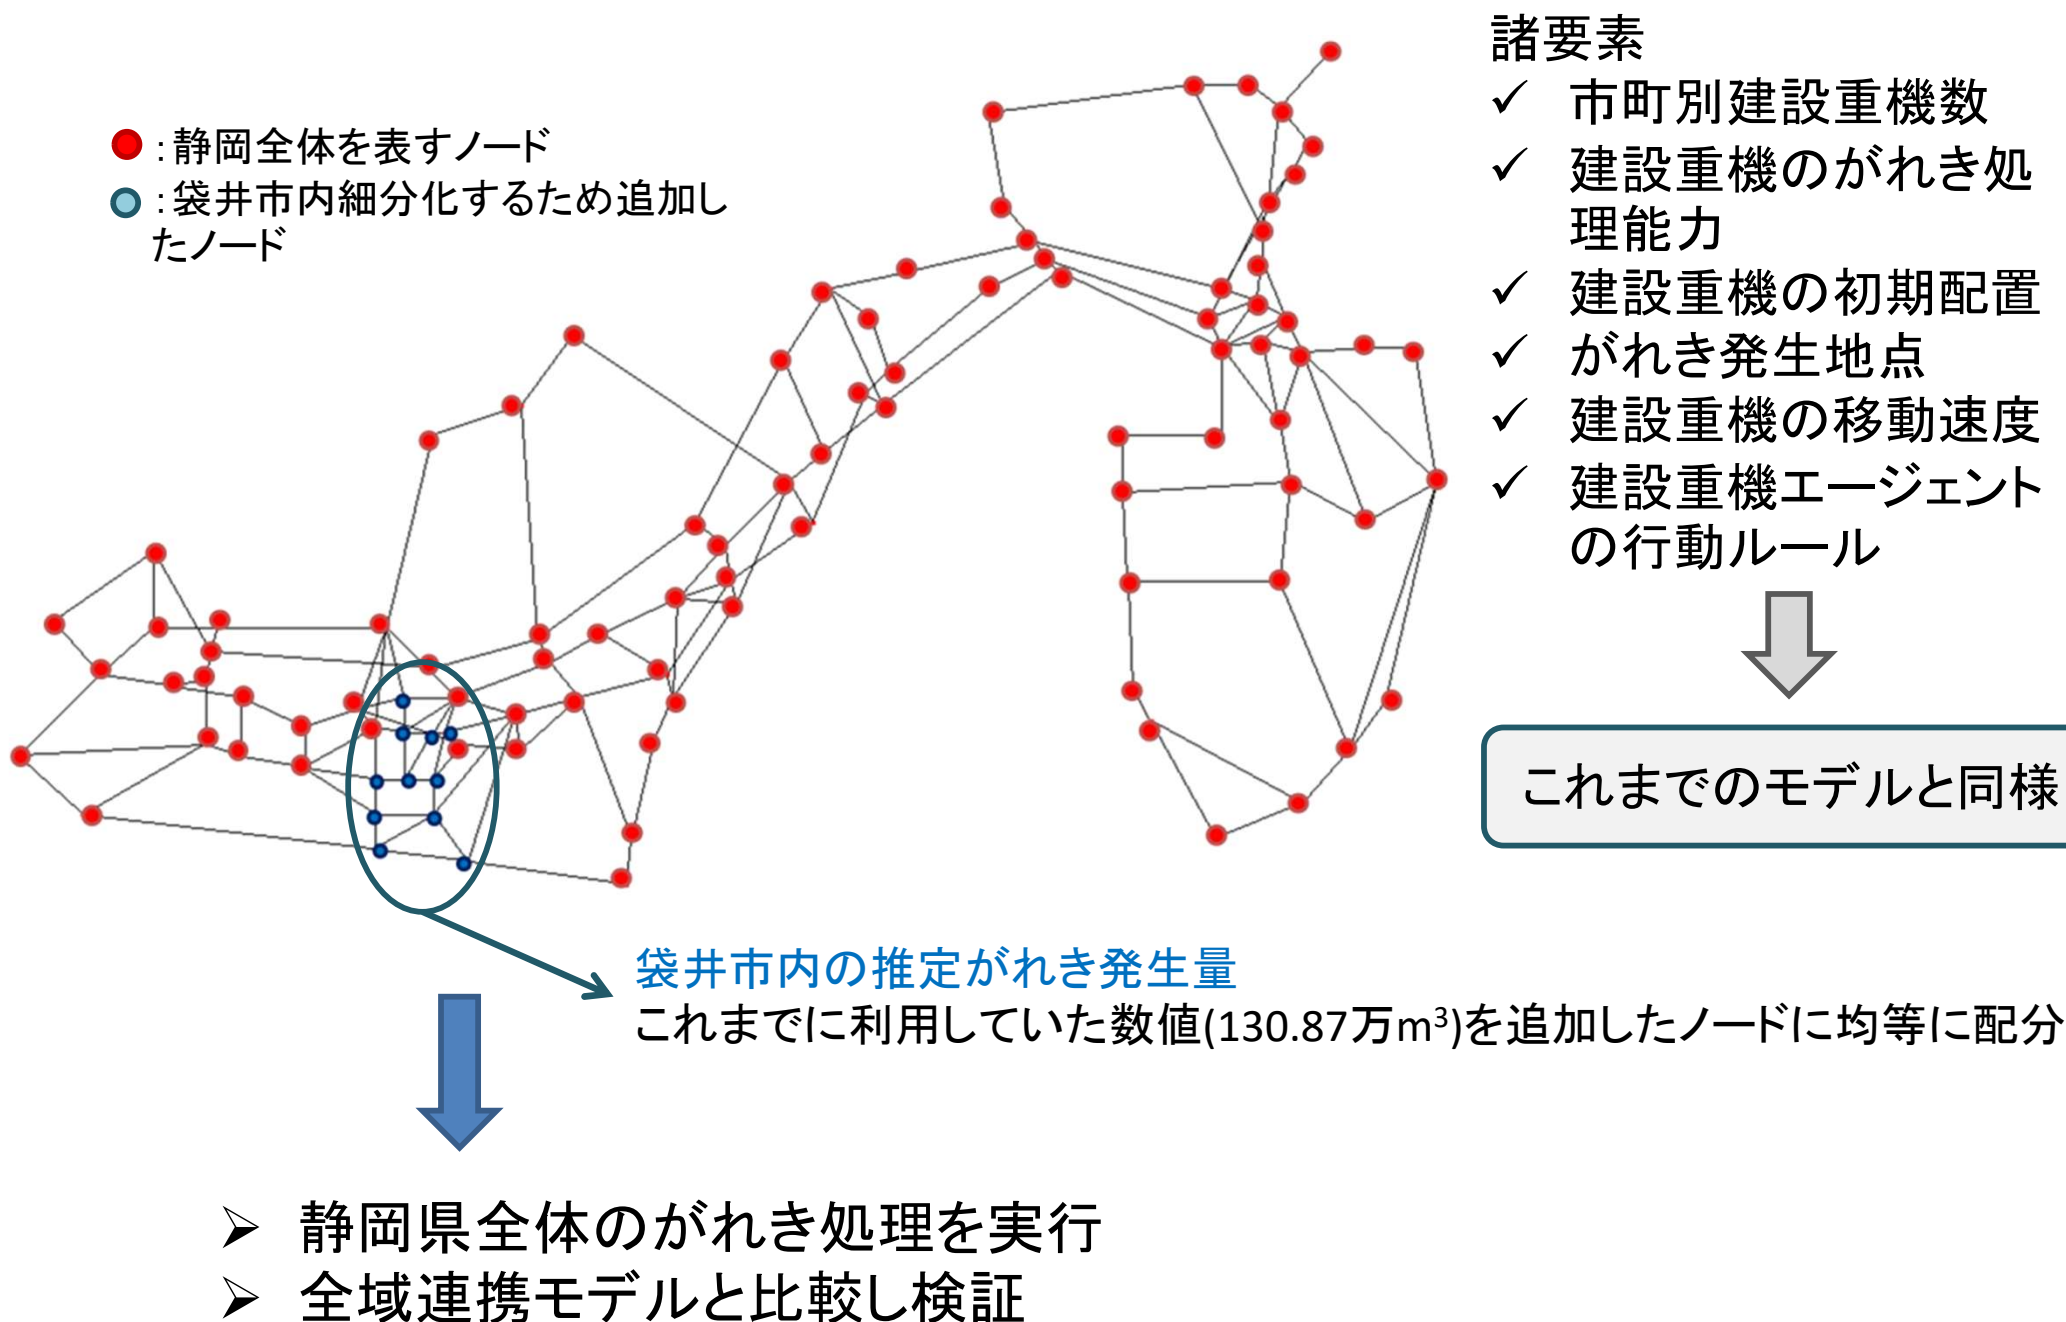 ：静岡全体を表すノード
：袋井市内細分化するため追加し
たノード
諸要素
✓ 市町別建設重機数
✓ 建設重機のがれき処
理能力
✓ 建設重機の初期配置
✓ がれき発生地点
✓ 建設重機の移動速度
✓ 建設重機エージェント
の行動ルール
これまでのモデルと同様
袋井市内の推定がれき発生量
これまでに利用していた数値(130.87万m³)を追加したノードに均等に配分
➢ 静岡県全体のがれき処理を実行
➢ 全域連携モデルと比較し検証